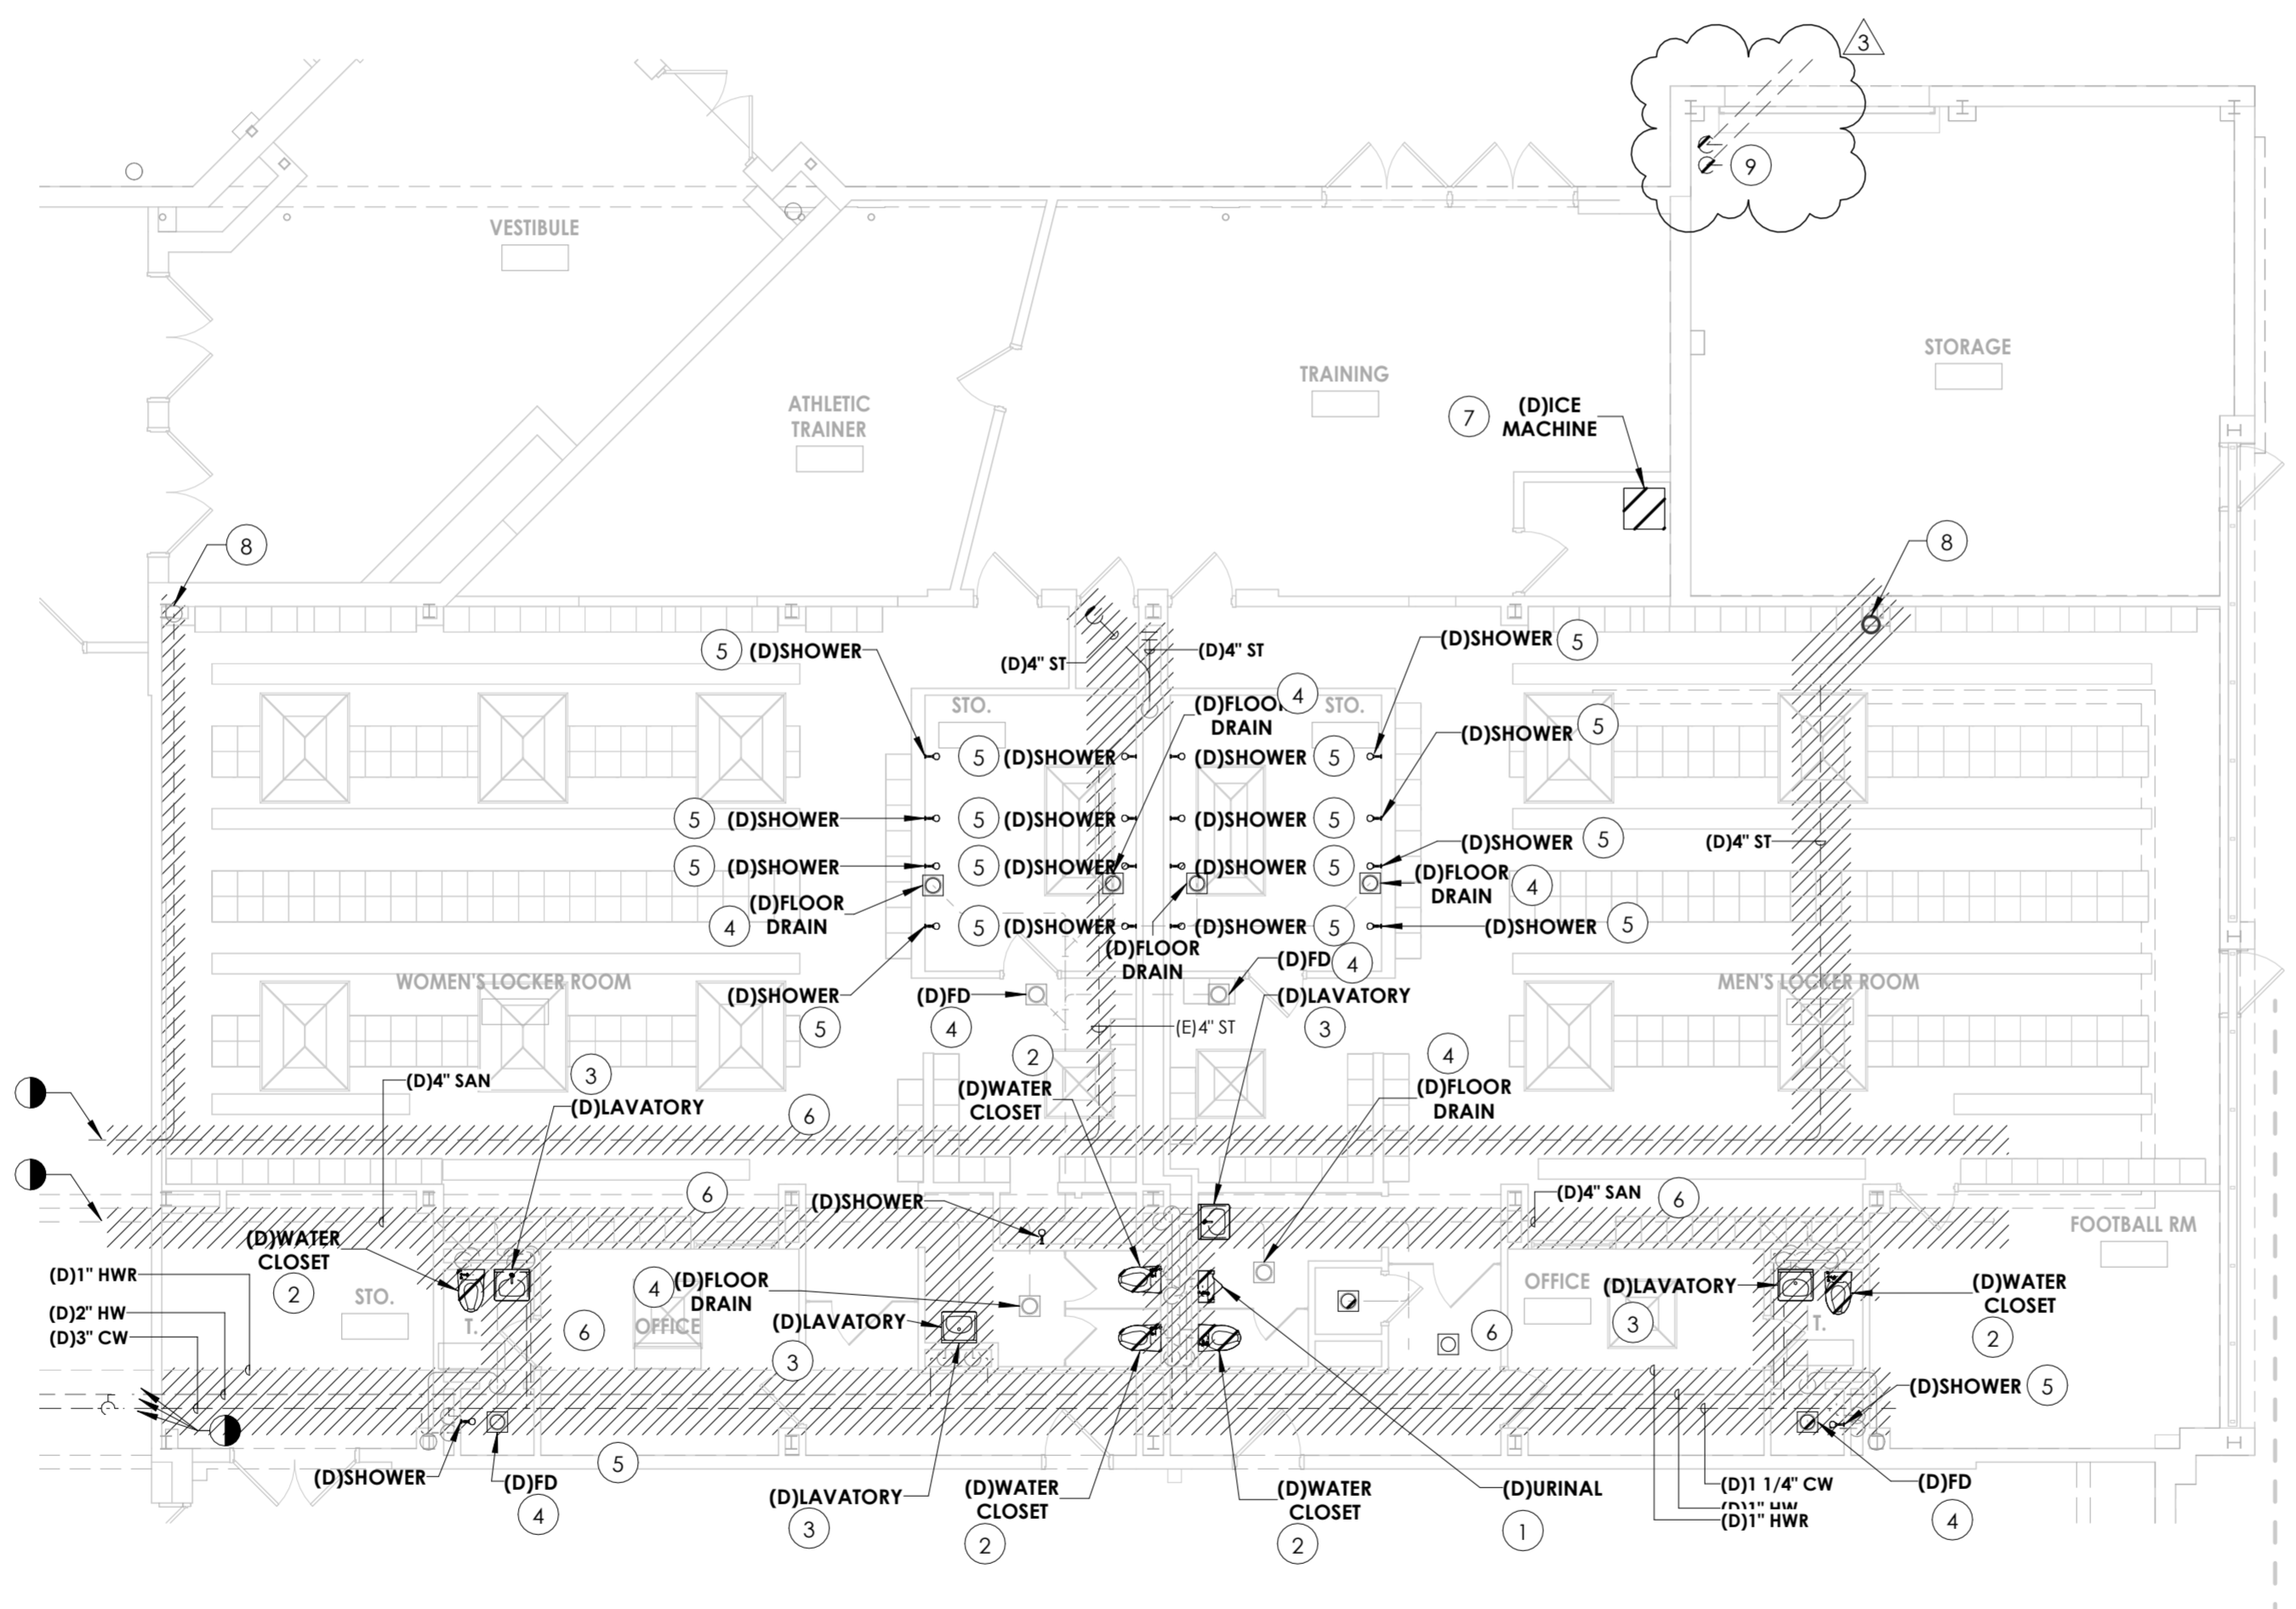 3
9
VESTIBULE
STORAGE
TRAINING
ATHLETIC
TRAINER
7
(D)ICE
MACHINE
8
8
5
(D)SHOWER
(D)4" ST
(D)4" ST
(D)SHOWER
5
STO.
(D)FLOOR
DRAIN
4
STO.
(D)SHOWER
5
5
(D)SHOWER
(D)SHOWER
5
5
(D)SHOWER
5
(D)SHOWER
(D)SHOWER
5
(D)SHOWER
5
(D)4" ST
5
(D)SHOWER
5
(D)SHOWER
(D)SHOWER
5
(D)FLOOR
DRAIN
4
4
(D)FLOOR
DRAIN
5
(D)SHOWER
(D)SHOWER
5
(D)SHOWER
5
(D)FLOOR
DRAIN
(D)FD
4
WOMEN'S LOCKER ROOM
MEN'S LOCKER ROOM
(D)SHOWER
5
(D)FD
4
(D)LAVATORY
3
(E)4" ST
(D)4" SAN
3
(D)LAVATORY
2
(D)WATER
CLOSET
4
(D)FLOOR
DRAIN
6
6
(D)SHOWER
(D)4" SAN
6
FOOTBALL RM
(D)WATER
CLOSET
2
(D)1" HWR
(D)2" HW
(D)3" CW
STO.
T.
6
4
(D)FLOOR
DRAIN
OFFICE
(D)LAVATORY
3
6
OFFICE
(D)LAVATORY
3
T.
(D)WATER
CLOSET
2
(D)SHOWER
5
(D)SHOWER
(D)FD
4
5
(D)LAVATORY
3
(D)WATER
CLOSET
2
(D)WATER
CLOSET
2
(D)URINAL
1
(D)1 1/4" CW
(D)1" HW
(D)1" HWR
(D)FD
4